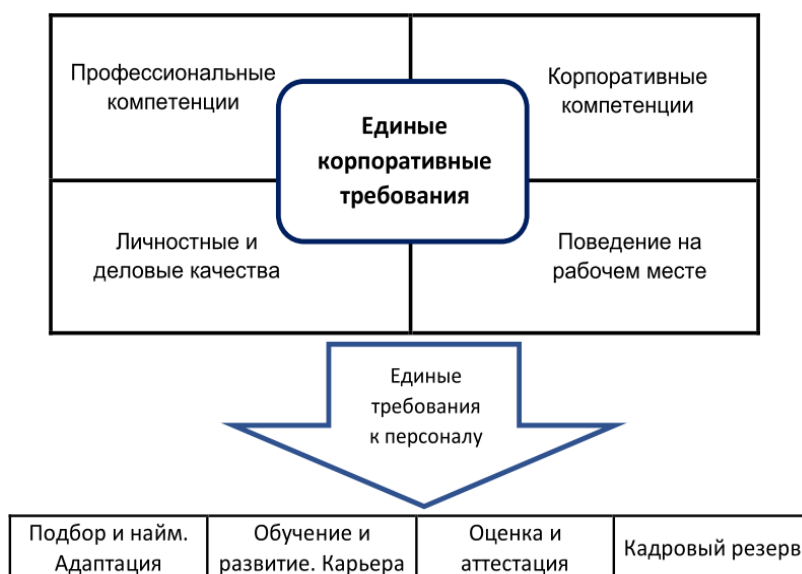 Профессиональные
компетенции
Корпоративные
компетенции
Единые
корпоративные
требования
Личностные и
деловые качества
Поведение на
рабочем месте
Единые
требования
к персоналу
Подбор и найм.
Адаптация
Обучение и
развитие. Карьера
Оценка и
аттестация
Кадровый резерв